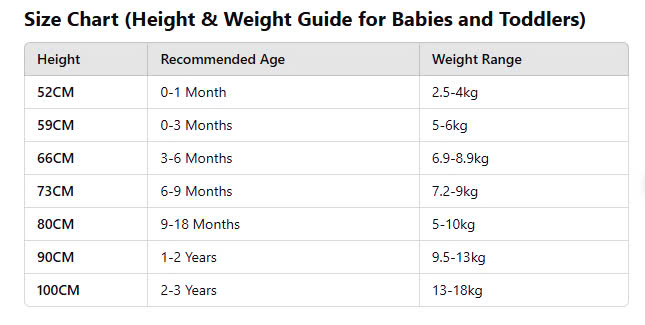 Size Chart (Height & Weight Guide for Babies and Toddlers)
Height Recommended Age Weight Range
52CM 0-1 Month 2.5-4kg
59CM 0-3 Months 5-6kg
66CM 3-6 Months 6.9-8.9kg
73CM 6-9 Months 7.2-9kg
80CM 9-18 Months 5-10kg
90CM 1-2 Years 9.5-13kg
100CM 2-3 Years 13-18kg